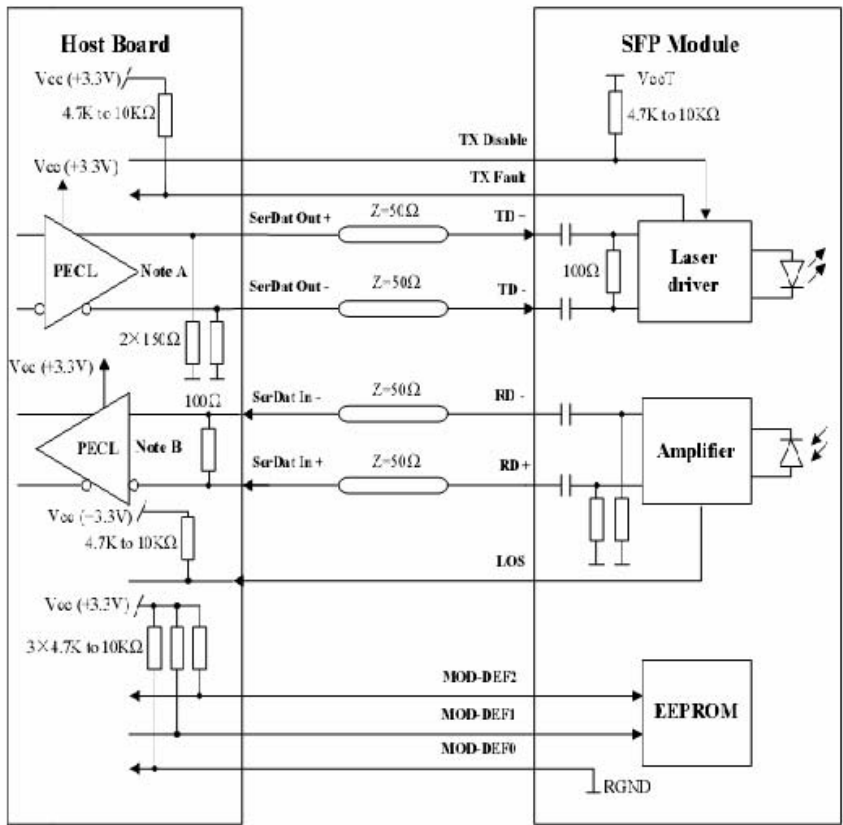 Host Board
SFP Module
Vcc (+3.3V)
VccT
4.7K to 10KΩ
4.7K to 10KΩ
TX Disable
Vcc (+3.3V)
TX Fault
SerDat Out +
Z=50Ω
TD -
PECL
Note A
Laser
driver
100Ω
SerDat Out -
Z=50Ω
TD -
2×150Ω
Vcc (+3.3V)
100Ω
SerDat In -
Z=50Ω
RD -
PECL
Note B
Amplifier
SerDat In +
Z=50Ω
RD +
Vcc (+3.3V)
4.7K to 10KΩ
LOS
Vcc (+3.3V)
3×4.7K to 10KΩ
MOD-DEF2
EEPROM
MOD-DEF1
MOD-DEF0
RGND